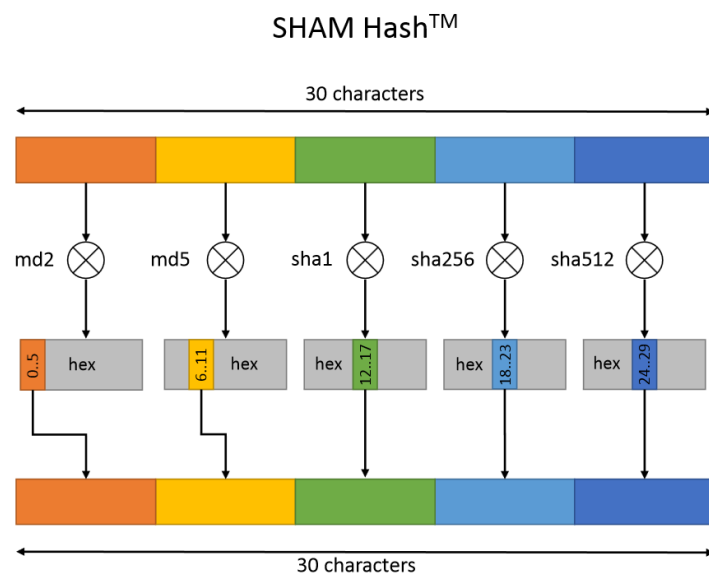 SHAM Hash™
30 characters
md2
md5
sha1
sha256
sha512
0..5
hex
6..11
hex
hex
12..17
hex
18..23
hex
24..29
30 characters